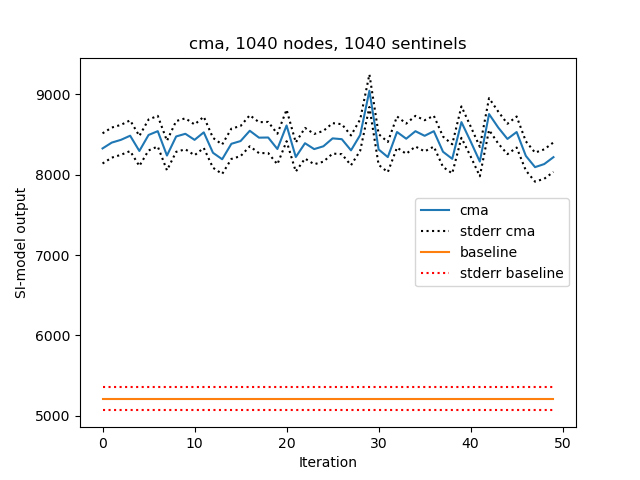 cma, 1040 nodes, 1040 sentinels
SI-model output
9000
8000
7000
6000
5000
cma
stderr cma
baseline
stderr baseline
0 10 20 30 40 50
Iteration